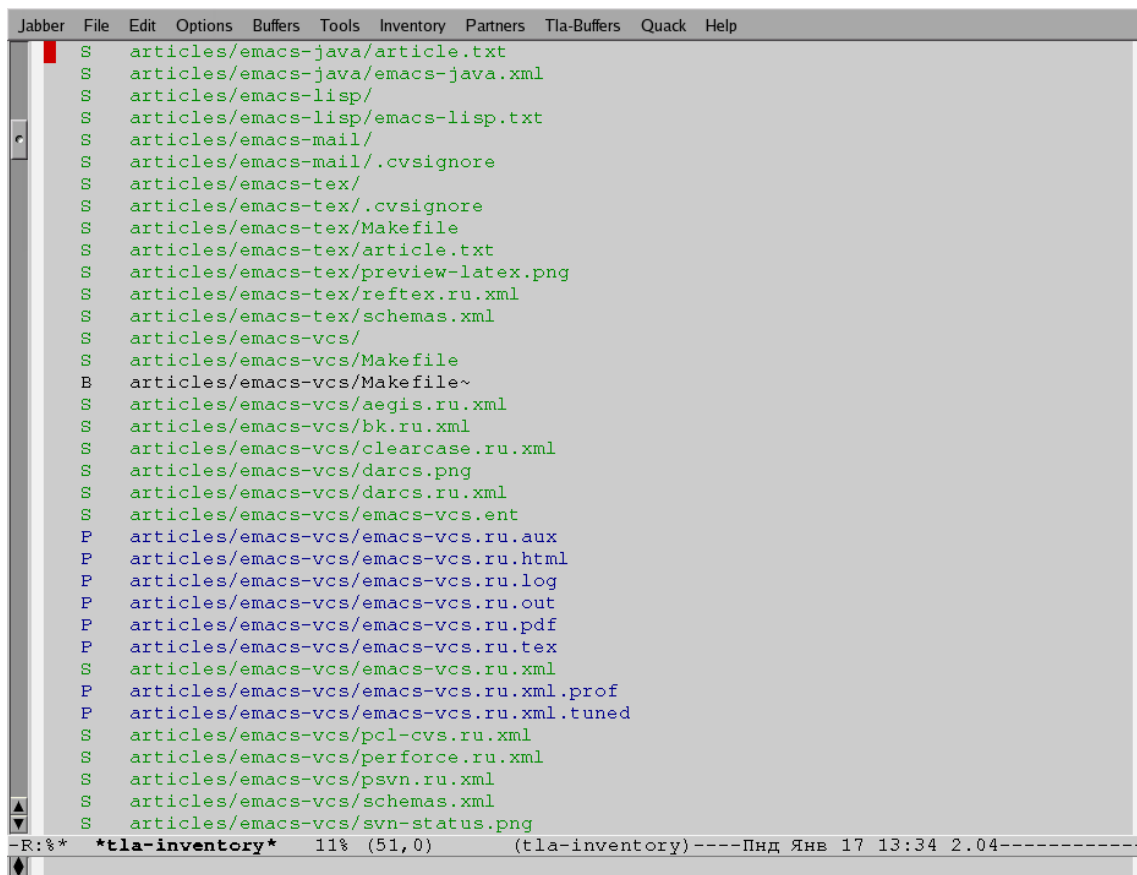 Jabber File Edit Options Buffers Tools Inventory Partners Tla-Buffers Quack Help
S articles/emacs-java/article.txt
S articles/emacs-java/emacs-java.xml
S articles/emacs-lisp/
S articles/emacs-lisp/emacs-lisp.txt
S articles/emacs-mail/
S articles/emacs-mail/.cvsignore
S articles/emacs-tex/
S articles/emacs-tex/.cvsignore
S articles/emacs-tex/Makefile
S articles/emacs-tex/article.txt
S articles/emacs-tex/preview-latex.png
S articles/emacs-tex/reftex.ru.xml
S articles/emacs-tex/schemas.xml
S articles/emacs-vcs/
S articles/emacs-vcs/Makefile
B articles/emacs-vcs/Makefile~
S articles/emacs-vcs/aegis.ru.xml
S articles/emacs-vcs/bk.ru.xml
S articles/emacs-vcs/clearcase.ru.xml
S articles/emacs-vcs/darcs.png
S articles/emacs-vcs/darcs.ru.xml
S articles/emacs-vcs/emacs-vcs.ent
P articles/emacs-vcs/emacs-vcs.ru.aux
P articles/emacs-vcs/emacs-vcs.ru.html
P articles/emacs-vcs/emacs-vcs.ru.log
P articles/emacs-vcs/emacs-vcs.ru.out
P articles/emacs-vcs/emacs-vcs.ru.pdf
P articles/emacs-vcs/emacs-vcs.ru.tex
S articles/emacs-vcs/emacs-vcs.ru.xml
P articles/emacs-vcs/emacs-vcs.ru.xml.prof
P articles/emacs-vcs/emacs-vcs.ru.xml.tuned
S articles/emacs-vcs/pcl-cvs.ru.xml
S articles/emacs-vcs/perforce.ru.xml
S articles/emacs-vcs/psvn.ru.xml
S articles/emacs-vcs/schemas.xml
S articles/emacs-vcs/svn-status.png
-R:%* *tla-inventory* 11% (51,0) (tla-inventory)----Пнд Янв 17 13:34 2.04------------